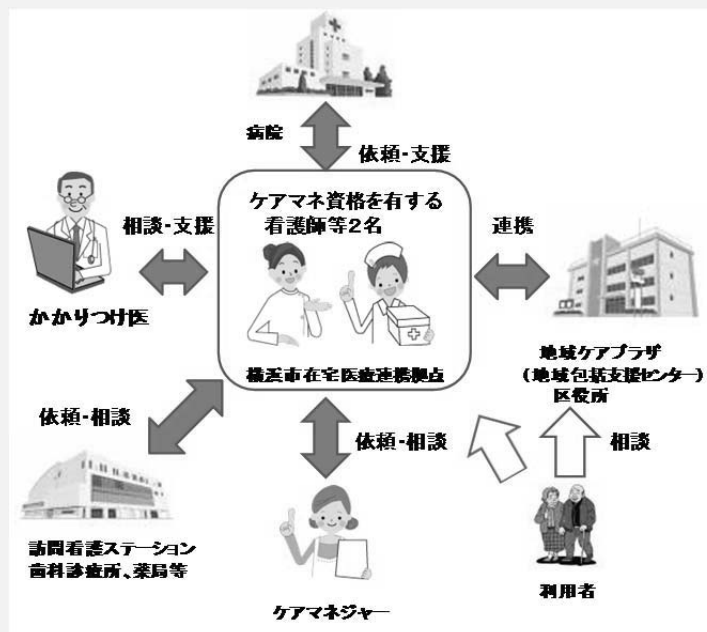 病院
依頼・支援
ケアマネ資格を有する
看護師等2名
相談・支援
連携
かかりつけ医
横浜市在宅医療連携拠点
地域ケアプラザ
(地域包括支援センター)
区役所
依頼・相談
依頼・相談
相談
訪問看護ステーション
歯科診療所、薬局等
ケアマネジャー
利用者